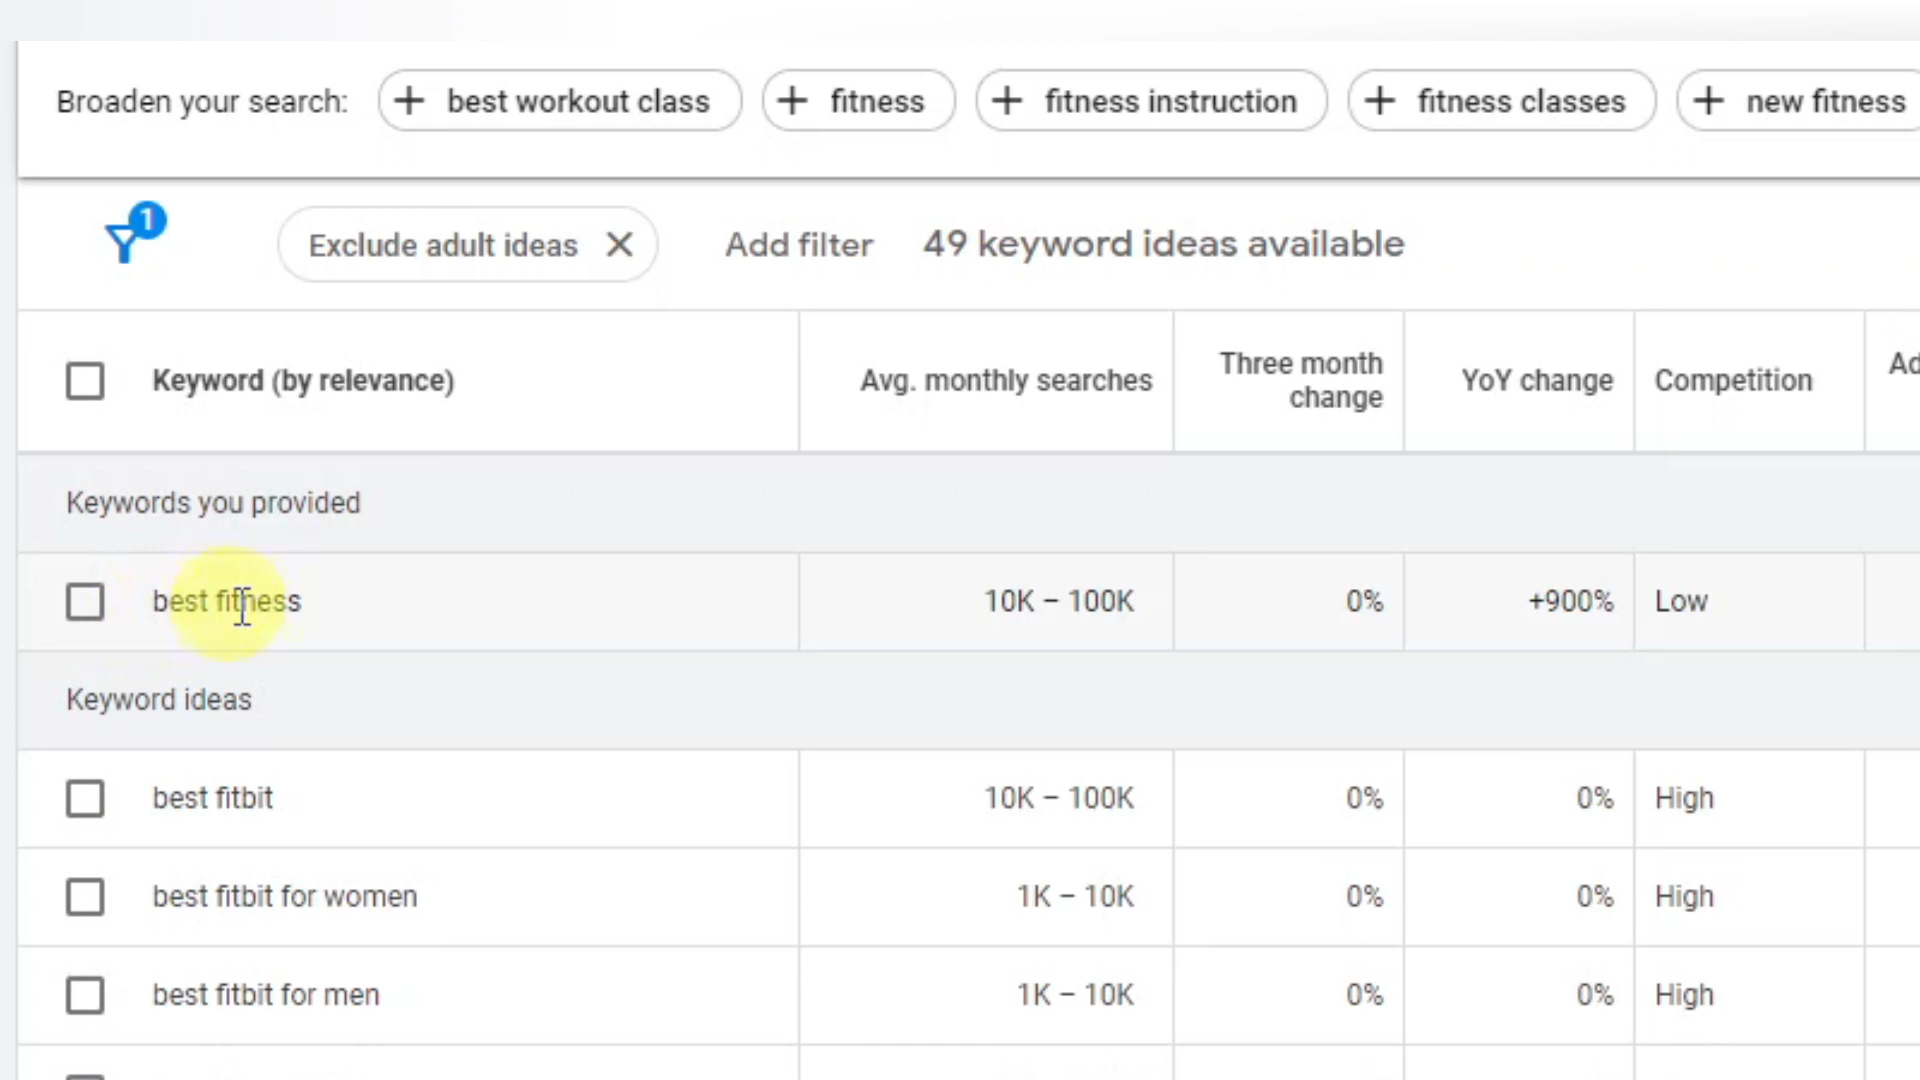 Broaden your search: + best workout class + fitness + fitness instruction + fitness classes + new fitness
1 Exclude adult ideas Add filter 49 keyword ideas available
Keyword (by relevance) Avg. monthly searches Three month change YoY change Competition Ad
Keywords you provided
best fitness 10K – 100K 0% +900% Low
Keyword ideas
best fitbit 10K – 100K 0% 0% High
best fitbit for women 1K – 10K 0% 0% High
best fitbit for men 1K – 10K 0% 0% High